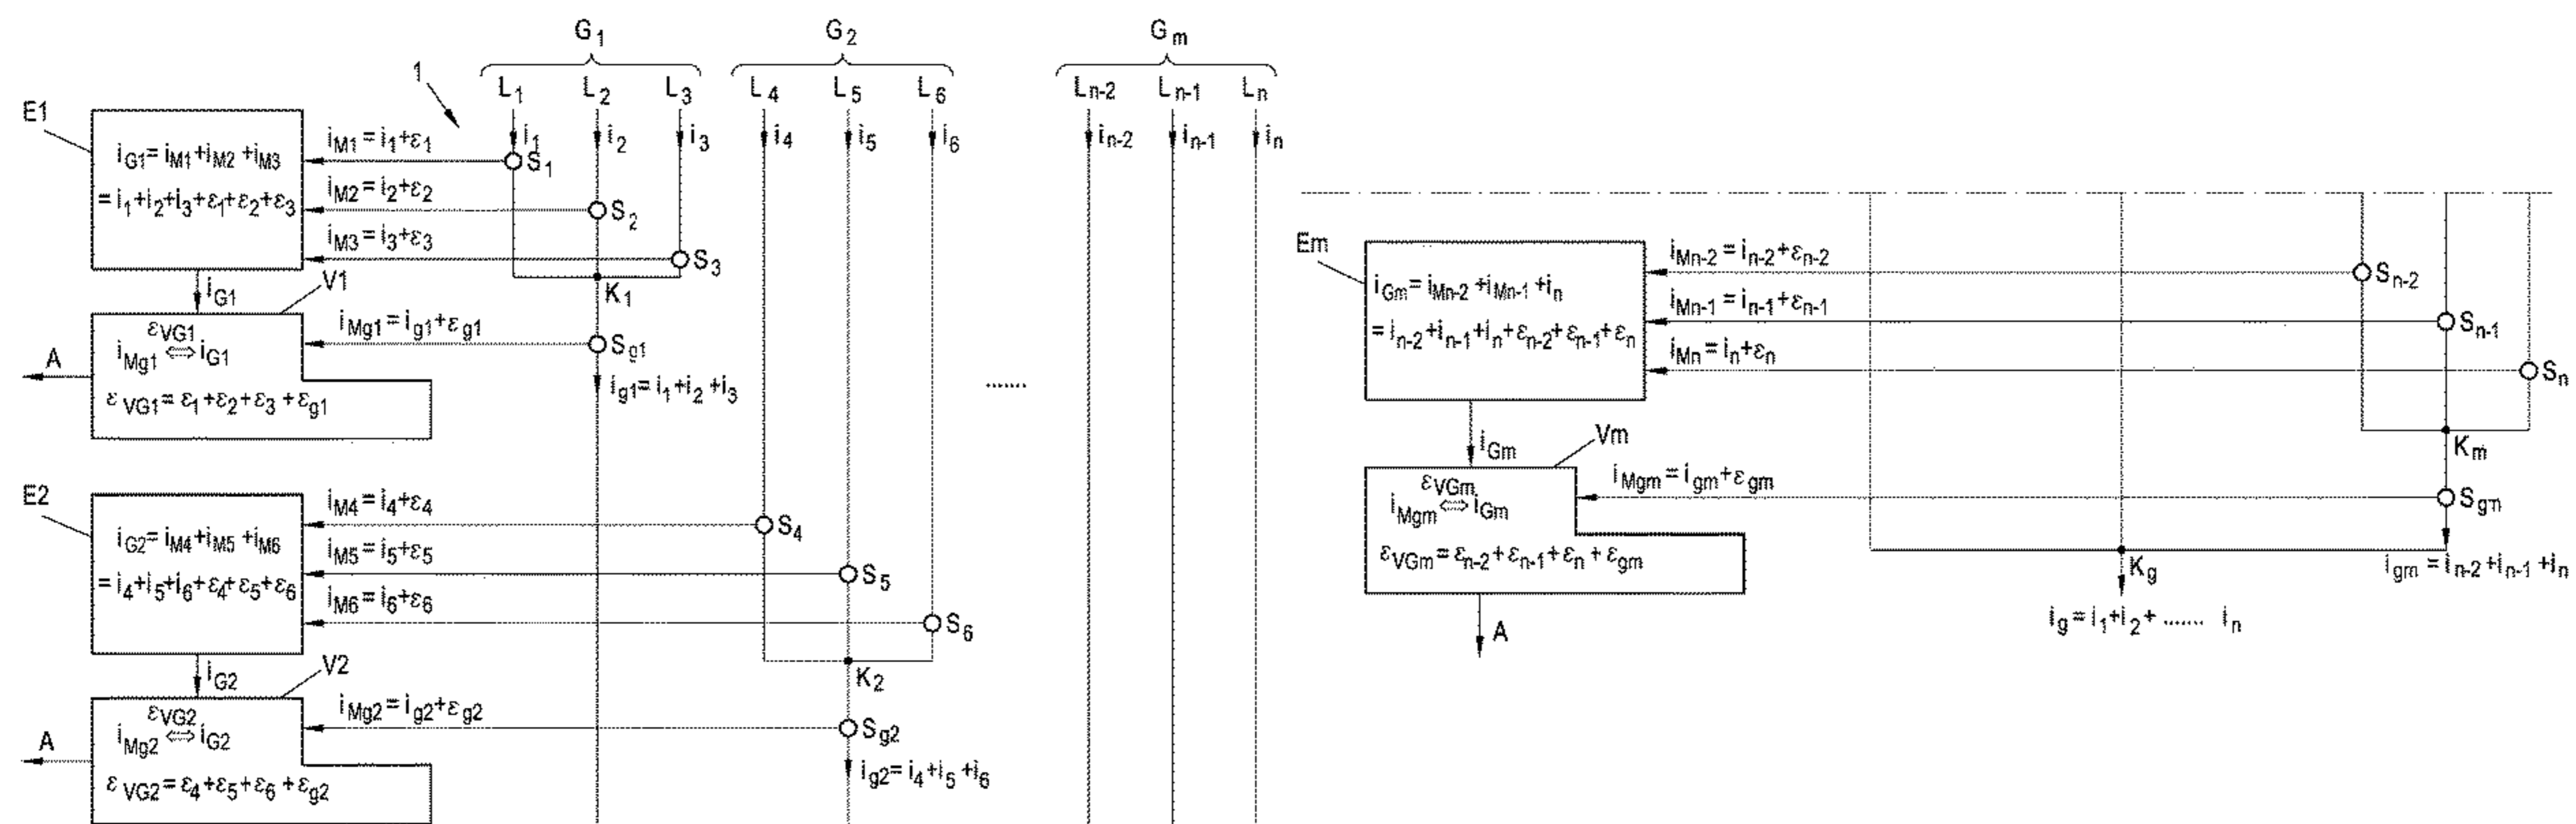 G1 G2 Gm
1
L1 L2 L3 L4 L5 L6 Ln-2 Ln-1 Ln
i1 i2 i3 i4 i5 i6 in-2 in-1 in
E1
iG1= iM1+iM2 +iM3
= i1+i2+i3+ε1+ε2+ε3
iM1= i1+ε1
S1
iM2= i2+ε2
S2
iM3= i3+ε3
S3
K1
iG1
V1
εVG1
iMg1 ⇔ iG1
εVG1= ε1+ε2+ε3 +εg1
iMg1= ig1+εg1
Sg1
ig1= i1+i2 +i3
A
.......
E2
iG2= iM4+iM5 +iM6
= i4+i5+i6+ε4+ε5+ε6
iM4= i4+ε4
S4
iM5= i5+ε5
S5
iM6= i6+ε6
S6
K2
iG2
V2
εVG2
iMg2 ⇔ iG2
εVG2= ε4+ε5+ε6 +εg2
iMg2= ig2+εg2
Sg2
ig2= i4+i5 +i6
A
Em
iGm= iMn-2 +iMn-1 +in
= in-2+in-1+in+εn-2+εn-1+εn
iMn-2 = in-2+εn-2
Sn-2
iMn-1 = in-1+εn-1
Sn-1
iMn= in+εn
Sn
Km
iGm
Vm
εVGm
iMgm ⇔ iGm
εVGm= εn-2+εn-1+εn +εgm
iMgm= igm+εgm
Sgm
igm = in-2+in-1 +in
Kg
ig = i1+i2+ ....... in
A